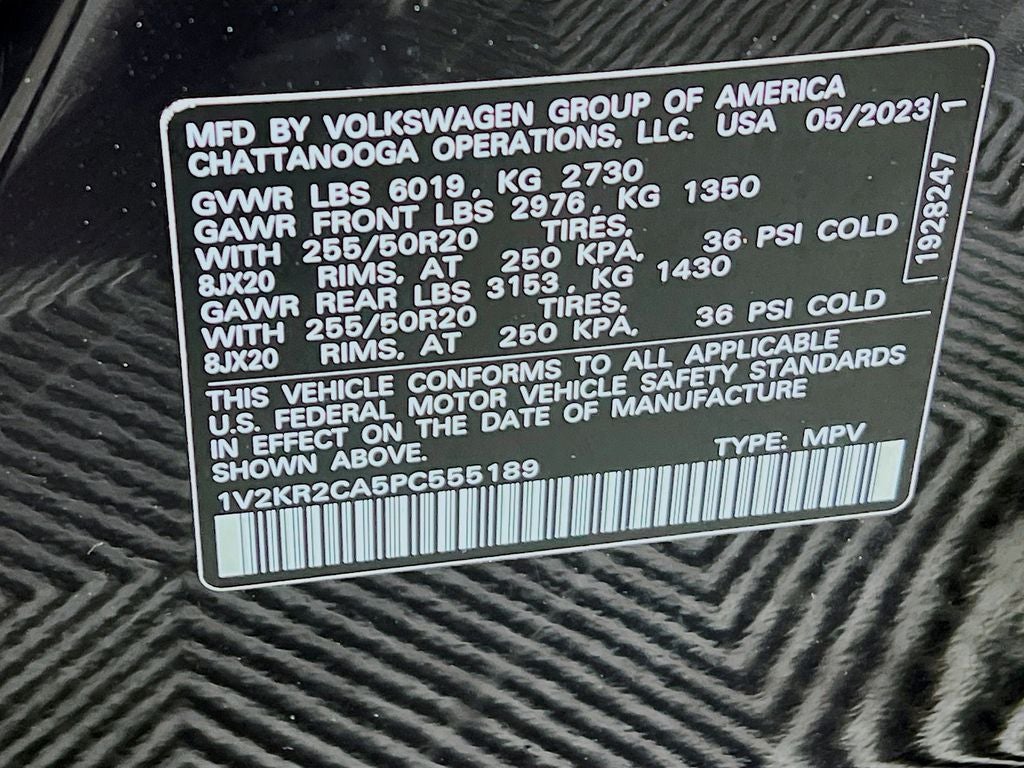 MFD BY VOLKSWAGEN GROUP OF AMERICA
CHATTANOOGA OPERATIONS, LLC. USA 05/2023
GVWR LBS 6019, KG 2730
GAWR FRONT LBS 2976, KG 1350
WITH 255/50R20 TIRES,
8JX20 RIMS, AT 250 KPA, 36 PSI COLD
GAWR REAR LBS 3153, KG 1430
WITH 255/50R20 TIRES,
8JX20 RIMS, AT 250 KPA, 36 PSI COLD
THIS VEHICLE CONFORMS TO ALL APPLICABLE
U.S. FEDERAL MOTOR VEHICLE SAFETY STANDARDS
IN EFFECT ON THE DATE OF MANUFACTURE
SHOWN ABOVE. TYPE: MPV
1V2KR2CA5PC555189
1928247 1